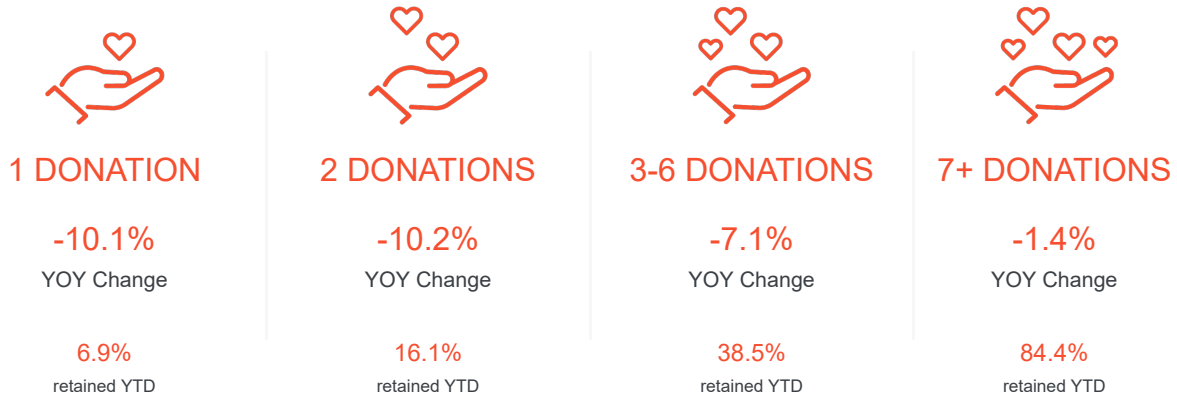 1 DONATION
-10.1%
YOY Change
6.9%
retained YTD
2 DONATIONS
-10.2%
YOY Change
16.1%
retained YTD
3-6 DONATIONS
-7.1%
YOY Change
38.5%
retained YTD
7+ DONATIONS
-1.4%
YOY Change
84.4%
retained YTD